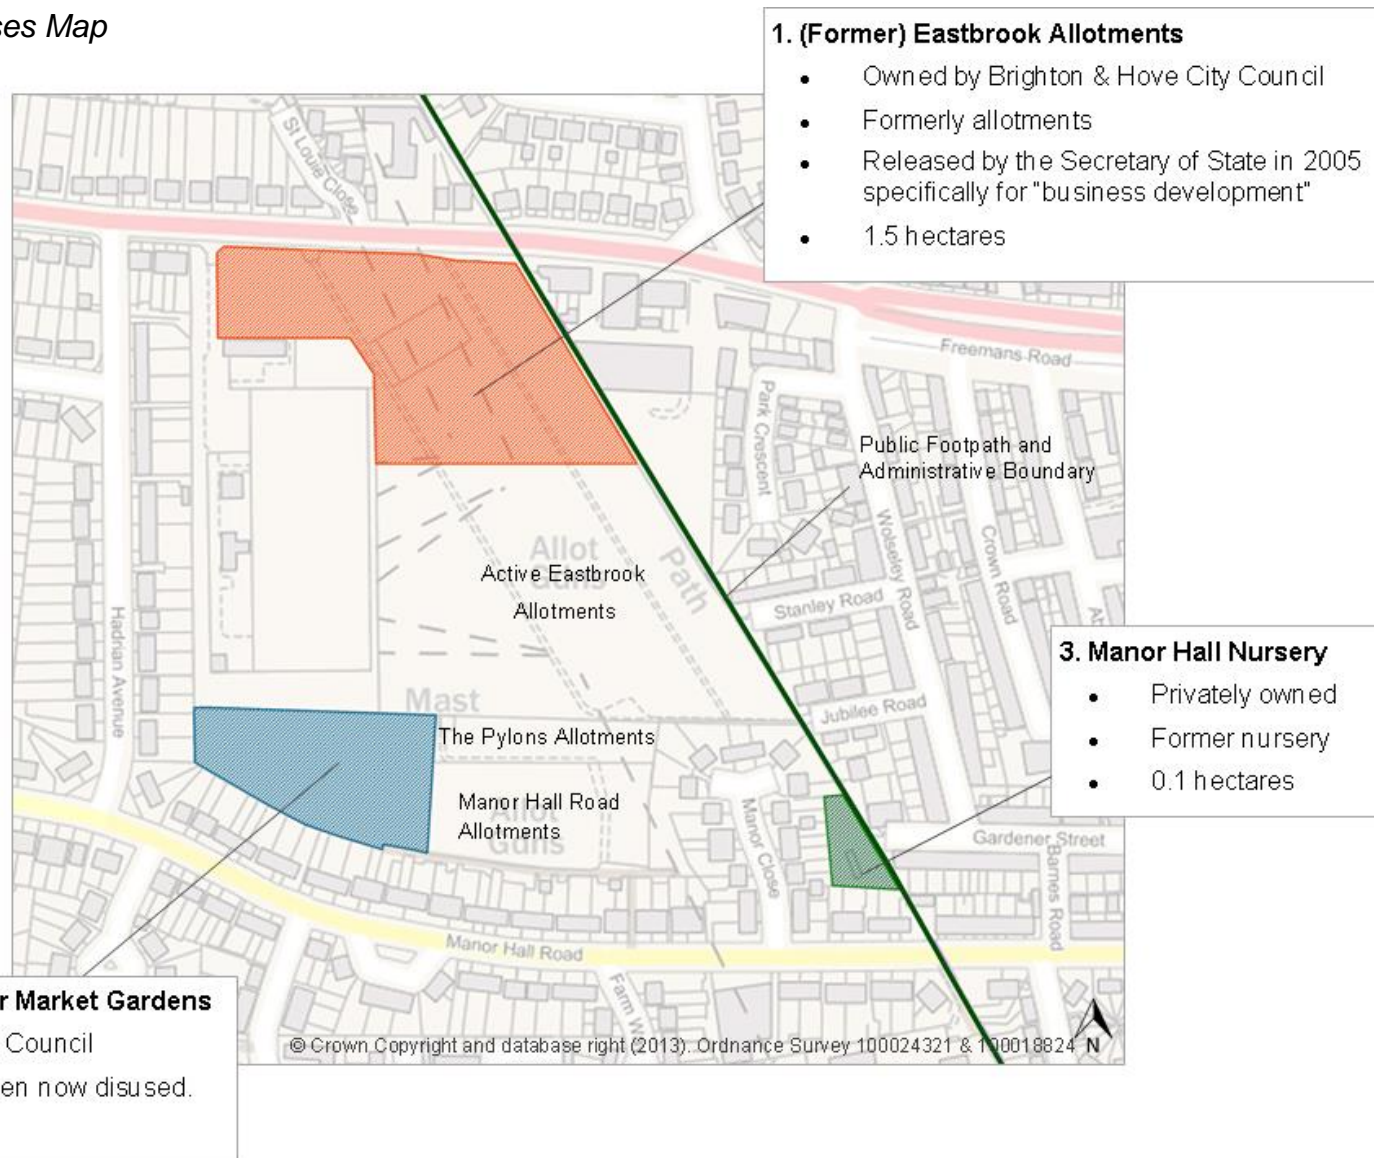 ses Map
1. (Former) Eastbrook Allotments
• Owned by Brighton & Hove City Council
• Formerly allotments
• Released by the Secretary of State in 2005
specifically for "business development"
• 1.5 hectares
St Louie Close
Freemans Road
Park Crescent
Public Footpath and
Administrative Boundary
Wolseley Road
Crown Road
Allot
Gdns
Active Eastbrook
Allotments
Path
Stanley Road
Hadrian Avenue
3. Manor Hall Nursery
• Privately owned
• Former nursery
• 0.1 hectares
Mast
Jubilee Road
The Pylons Allotments
Manor Hall Road
Allotments
Allot
Gdns
Manor Close
Gardener Street
Barnes Road
Manor Hall Road
Farm W
r Market Gardens
Council
en now disused.
© Crown Copyright and database right (2013). Ordnance Survey 100024321 & 100018824
N